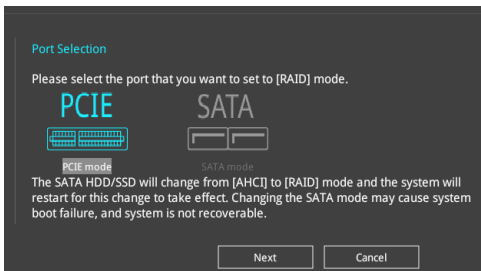 Port Selection
Please select the port that you want to set to [RAID] mode.
PCIE SATA
PCIE mode SATA mode
The SATA HDD/SSD will change from [AHCI] to [RAID] mode and the system will
restart for this change to take effect. Changing the SATA mode may cause system
boot failure, and system is not recoverable.
Next Cancel